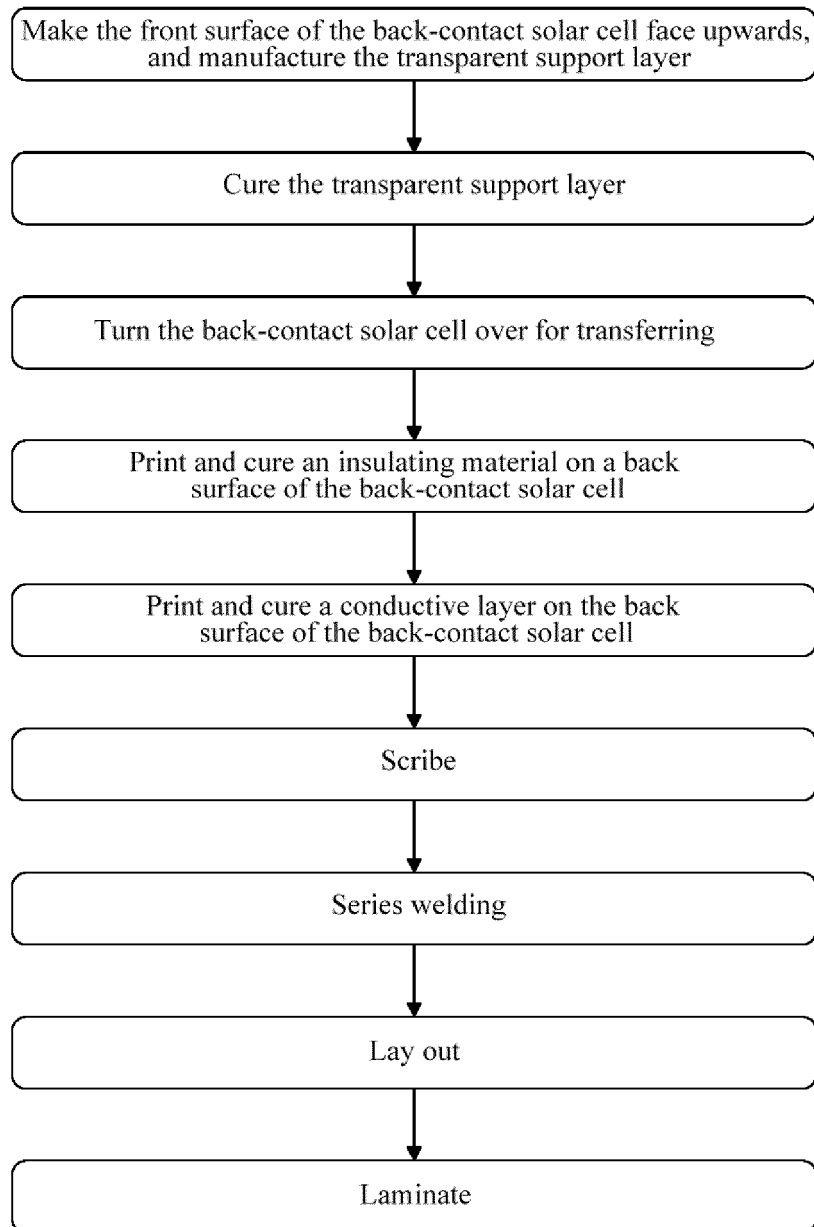 Make the front surface of the back-contact solar cell face upwards,
and manufacture the transparent support layer
Cure the transparent support layer
Turn the back-contact solar cell over for transferring
Print and cure an insulating material on a back
surface of the back-contact solar cell
Print and cure a conductive layer on the back
surface of the back-contact solar cell
Scribe
Series welding
Lay out
Laminate